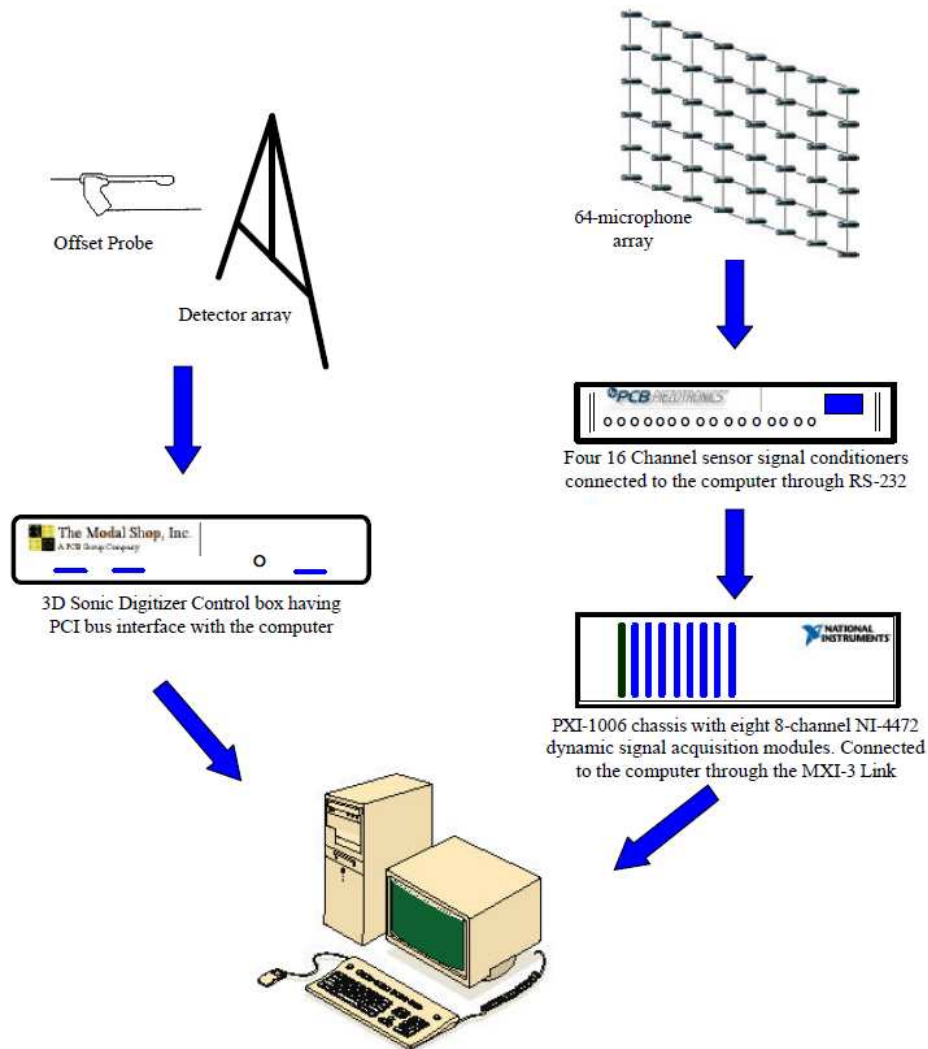 Offset Probe
Detector array
64-microphone
array
PCB PIEZOTRONICS
Four 16 Channel sensor signal conditioners
connected to the computer through RS-232
The Modal Shop, Inc.
A PCB Group Company
3D Sonic Digitizer Control box having
PCI bus interface with the computer
NATIONAL
INSTRUMENTS
PXI-1006 chassis with eight 8-channel NI-4472
dynamic signal acquisition modules. Connected
to the computer through the MXI-3 Link